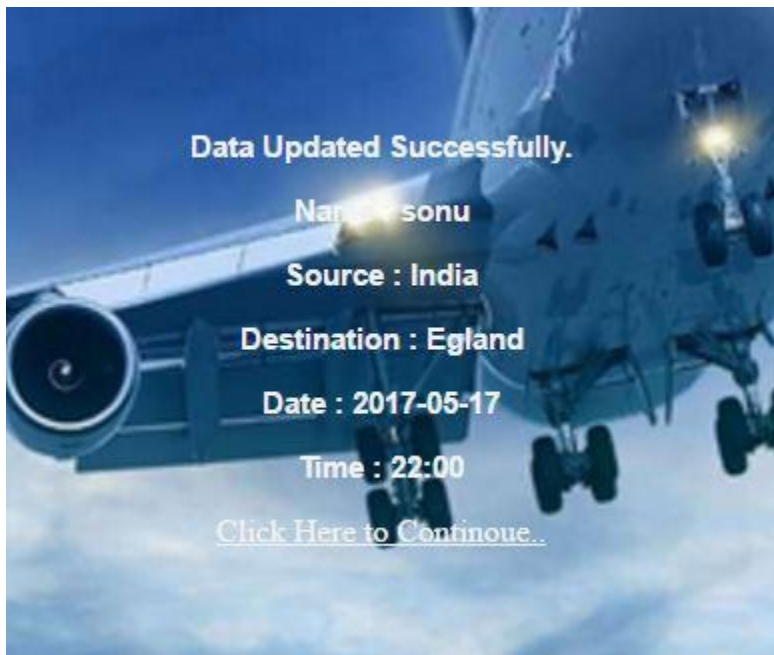 Data Updated Successfully.
Name : sonu
Source : India
Destination : Egland
Date : 2017-05-17
Time : 22:00
Click Here to Continoue..